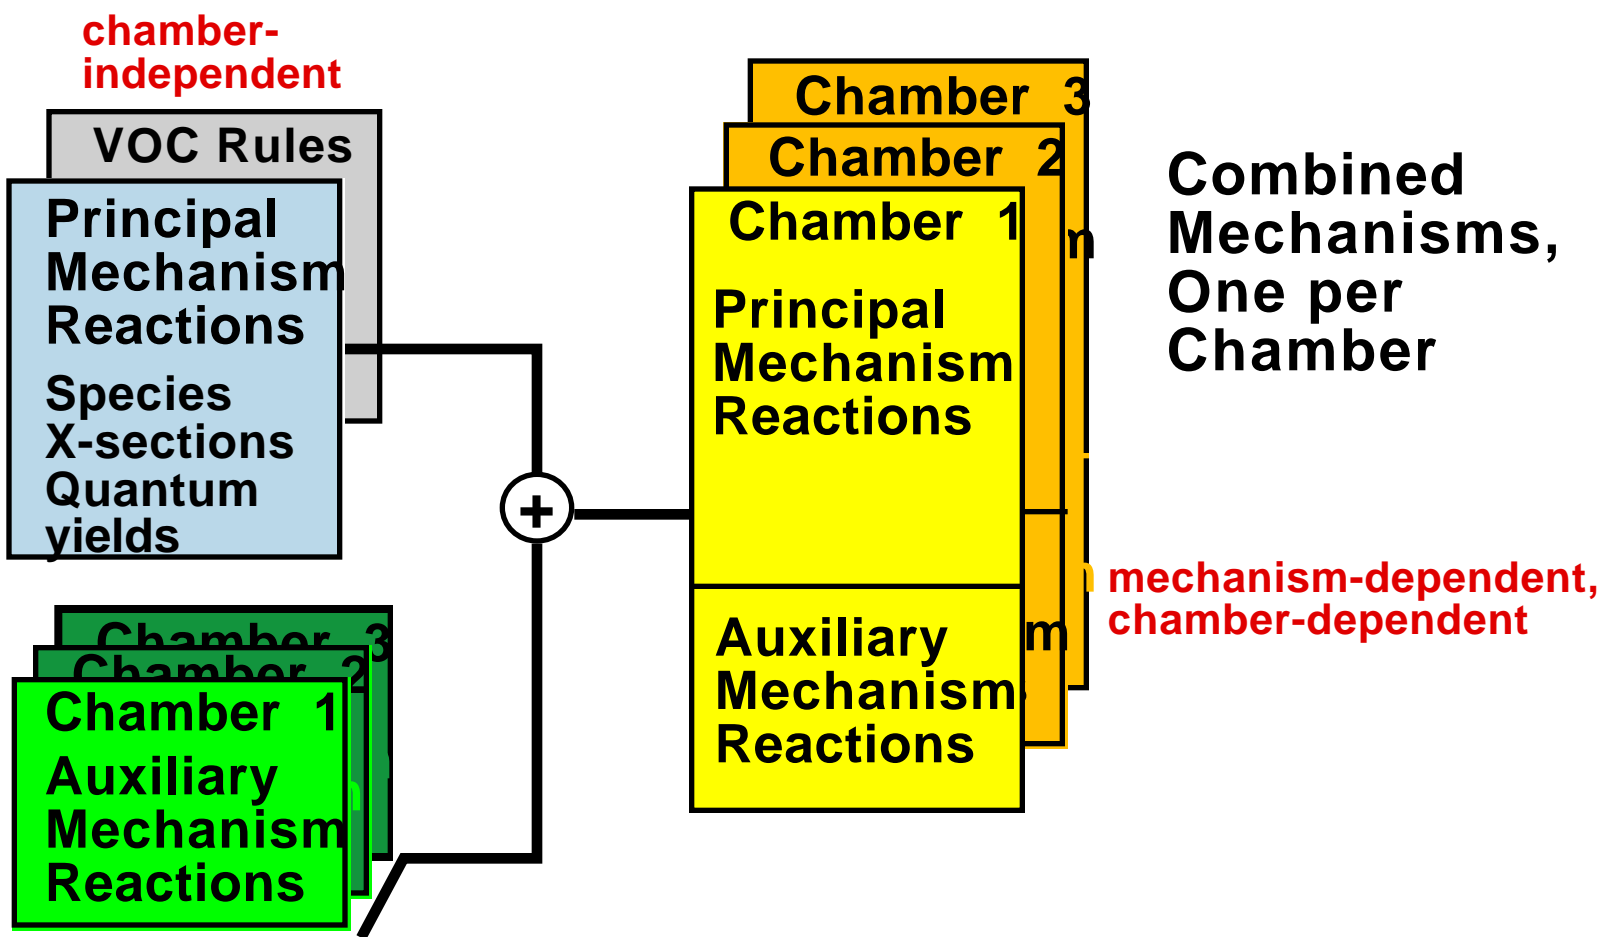 chamber-
independent
VOC Rules
Principal
Mechanism
Reactions
Species
X-sections
Quantum
yields
Chamber 3
Chamber 2
Chamber 1
Auxiliary
Mechanism
Reactions
+
Chamber 3
Chamber 2
Chamber 1
m
Principal
Mechanism
Reactions
Auxiliary
m
Mechanism
Reactions
Combined
Mechanisms,
One per
Chamber
mechanism-dependent,
chamber-dependent